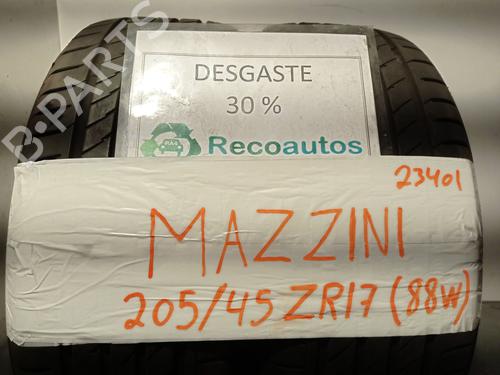 DESGASTE
30 %
Recoautos
23401
MAZZINI
205/45 ZR17 (88W)
B-PARTS